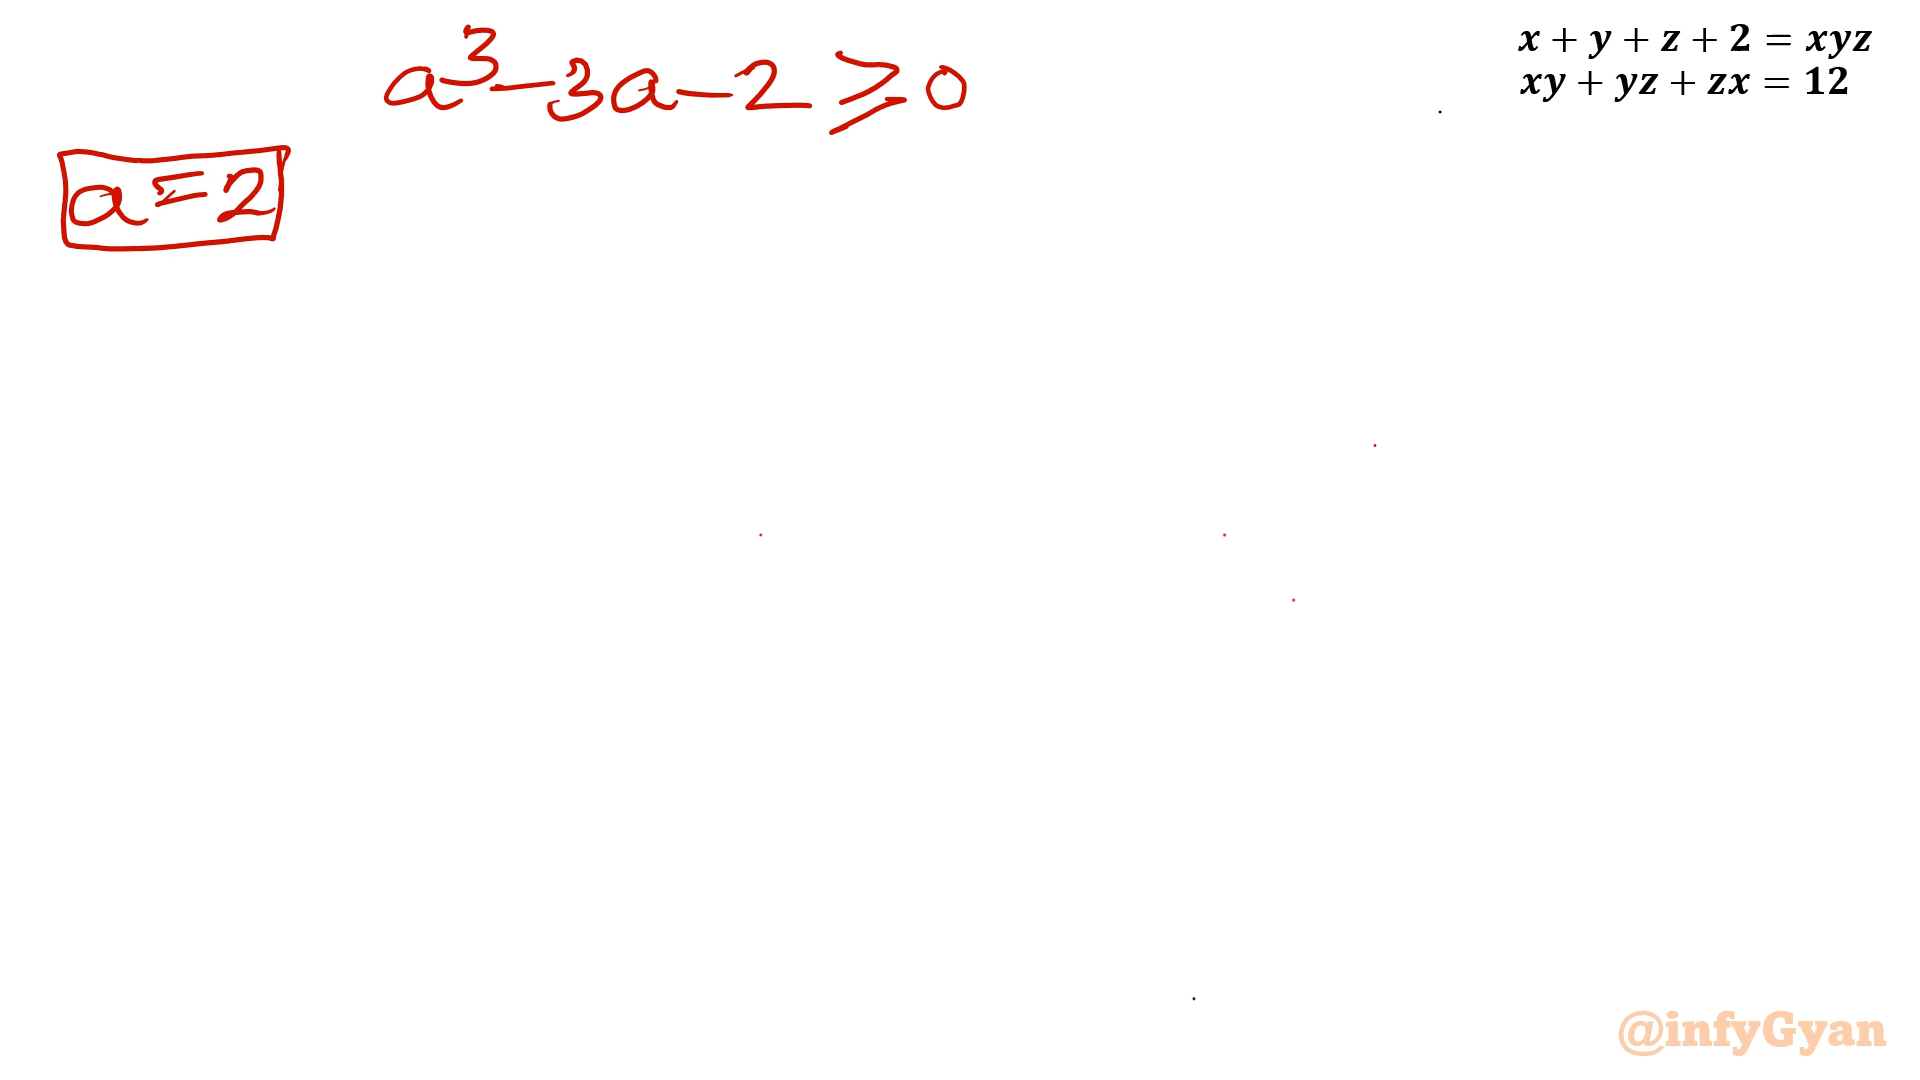 a³-3a-2≥0
x + y + z + 2 = xyz
xy + yz + zx = 12
a=2
@infyGyan